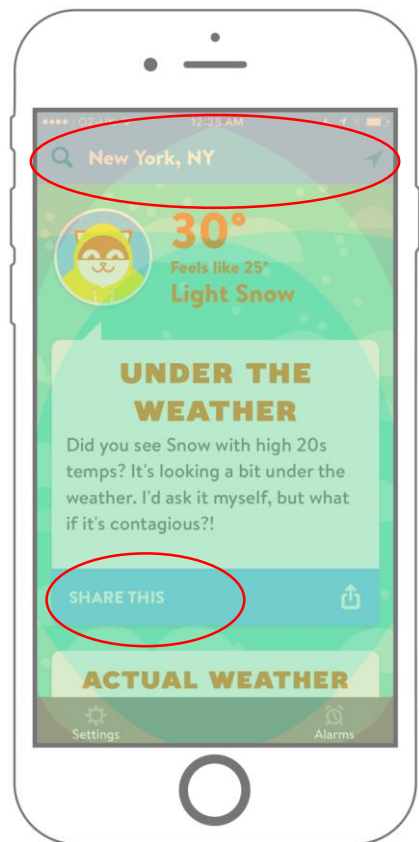 12:38 AM
New York, NY
30°
Feels like 25°
Light Snow
UNDER THE
WEATHER
Did you see Snow with high 20s
temps? It's looking a bit under the
weather. I'd ask it myself, but what
if it's contagious?!
SHARE THIS
ACTUAL WEATHER
Settings
Alarms